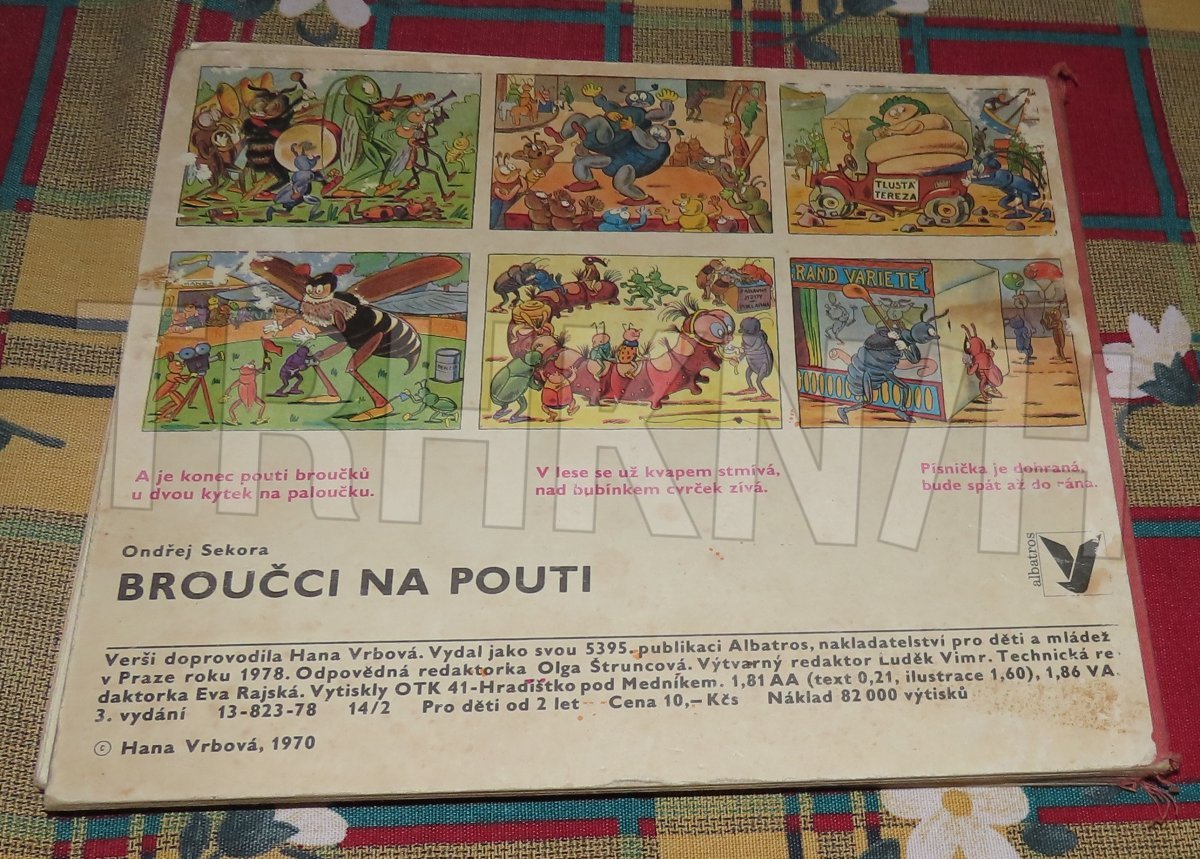 TLUSTÁ
TEREZA
GRAND VARIETÉ
A je konec pouti broučků
u dvou kytek na paloučku.
V lese se už kvapem stmívá,
nad bubínkem cvrček zívá.
Písnička je dohraná,
bude spát až do rána.
Ondřej Sekora
BROUČCI NA POUTI
albatros
Verši doprovodila Hana Vrbová. Vydal jako svou 5395. publikaci Albatros, nakladatelství pro děti a mládež
v Praze roku 1978. Odpovědná redaktorka Olga Štruncová. Výtvarný redaktor Luděk Vimr. Technická re-
daktorka Eva Rajská. Vytiskly OTK 41-Hradištko pod Medníkem. 1,81 AA (text 0,21, ilustrace 1,60), 1,86 VA.
3. vydání 13-823-78 14/2 Pro děti od 2 let Cena 10,– Kčs Náklad 82 000 výtisků
© Hana Vrbová, 1970
TRHKNIH